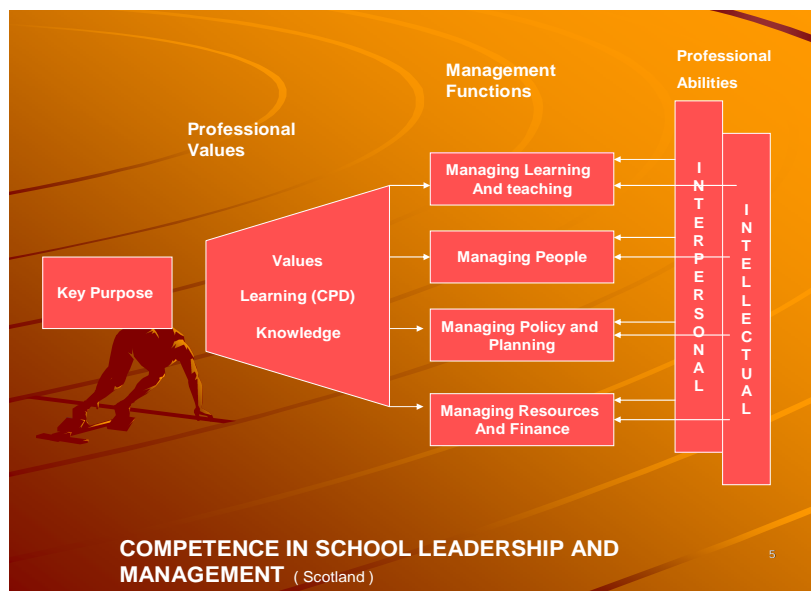 Professional
Abilities
Management
Functions
Professional
Values
Key Purpose
Values
Learning (CPD)
Knowledge
Managing Learning
And teaching
Managing People
Managing Policy and
Planning
Managing Resources
And Finance
INTERPERSONAL
INTELLECTUAL
COMPETENCE IN SCHOOL LEADERSHIP AND
MANAGEMENT ( Scotland )
5